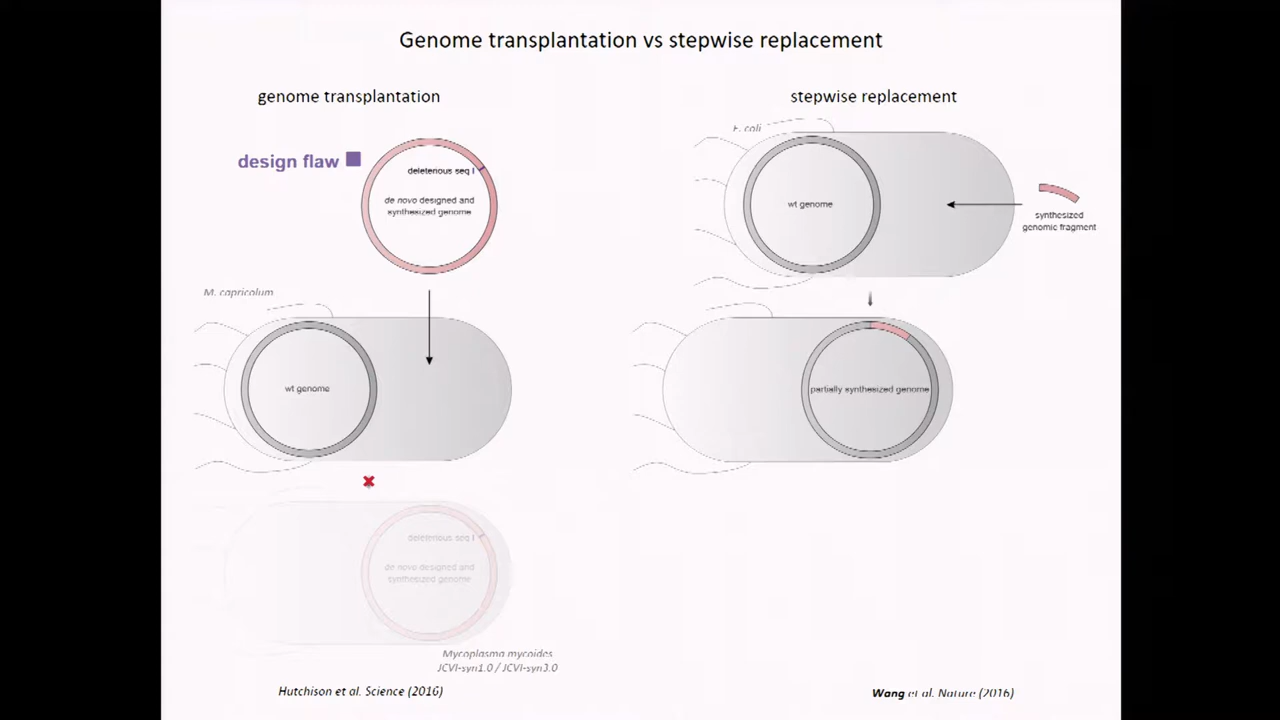 Genome transplantation vs stepwise replacement
genome transplantation
design flaw
deleterious seq I
de novo designed and
synthesized genome
M. capricolum
wt genome
deleterious seq I
de novo designed and
synthesized genome
Mycoplasma mycoides
JCVI-syn1.0 / JCVI-syn3.0
Hutchison et al. Science (2016)
stepwise replacement
E. coli
wt genome
synthesized
genomic fragment
partially synthesized genome
Wang et al. Nature (2016)